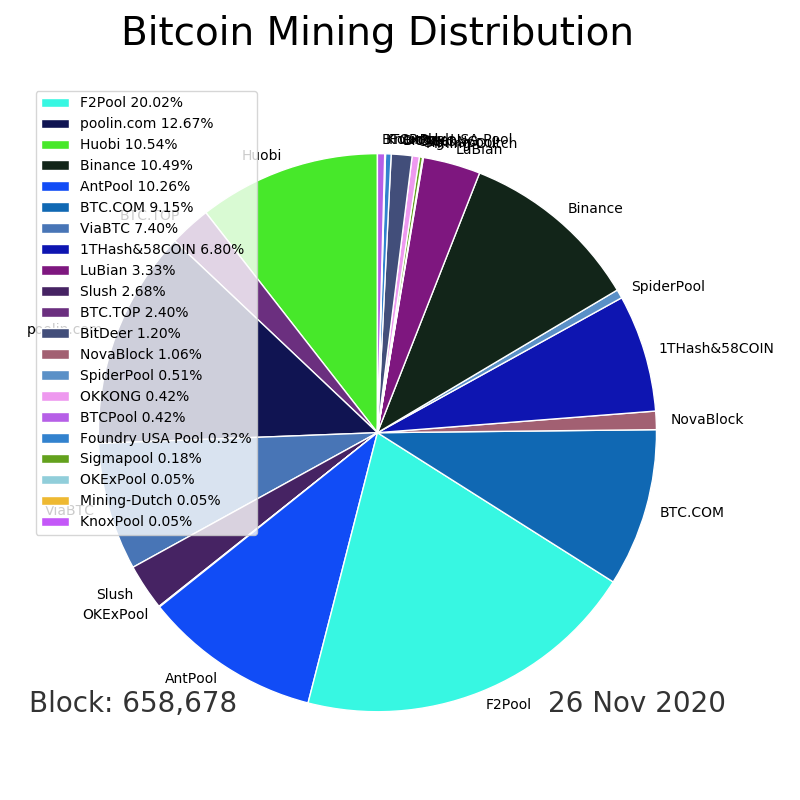 Bitcoin Mining Distribution
F2Pool 20.02%
poolin.com 12.67%
Huobi 10.54%
Binance 10.49%
AntPool 10.26%
BTC.COM 9.15%
ViaBTC 7.40%
1THash&58COIN 6.80%
LuBian 3.33%
Slush 2.68%
BTC.TOP 2.40%
BitDeer 1.20%
NovaBlock 1.06%
SpiderPool 0.51%
OKKONG 0.42%
BTCPool 0.42%
Foundry USA Pool 0.32%
Sigmapool 0.18%
OKExPool 0.05%
Mining-Dutch 0.05%
KnoxPool 0.05%
Huobi
BTC.TOP
poolin.com
ViaBTC
Slush
OKExPool
AntPool
F2Pool
BTC.COM
NovaBlock
1THash&58COIN
SpiderPool
Binance
LuBian
Block: 658,678
26 Nov 2020